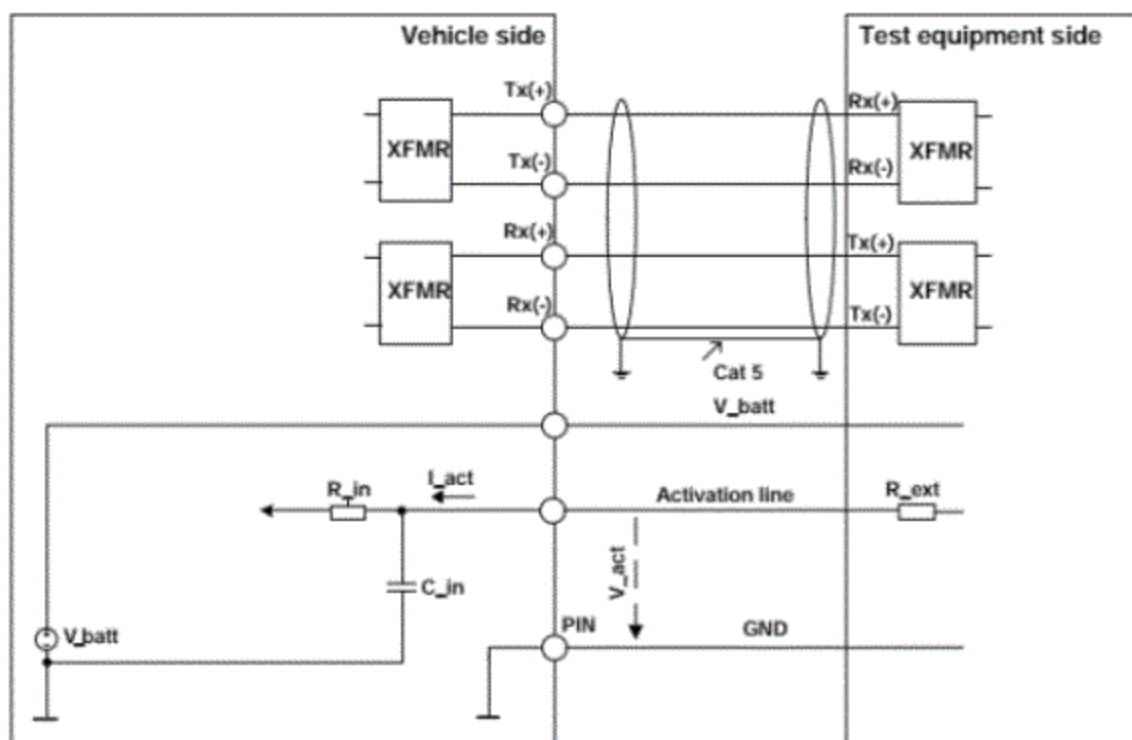 Vehicle side
Test equipment side
Tx(+)
Rx(+)
XFMR
XFMR
Tx(-)
Rx(-)
Rx(+)
Tx(+)
XFMR
XFMR
Rx(-)
Tx(-)
Cat 5
V_batt
I_act
R_in
Activation line
R_ext
V_act
C_in
PIN
GND
V_batt